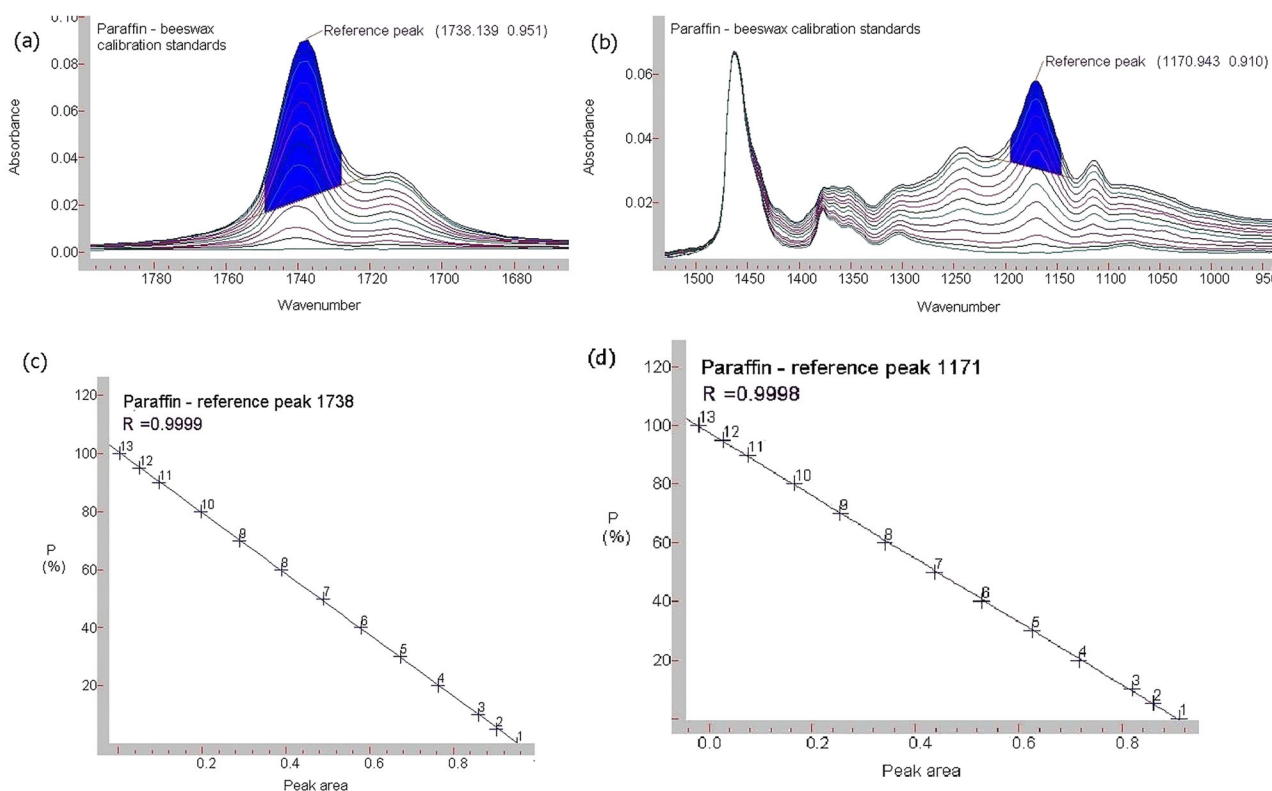 (a)
Paraffin - beeswax
calibration standards
Reference peak (1738.139 0.951)
0.10
0.08
0.06
0.04
0.02
0.00
Absorbance
1780 1760 1740 1720 1700 1680
Wavenumber
(b)
Paraffin - beeswax calibration standards
Reference peak (1170.943 0.910)
0.06
0.04
0.02
Absorbance
1500 1450 1400 1350 1300 1250 1200 1150 1100 1050 1000 950
Wavenumber
(c)
Paraffin - reference peak 1738
R =0.9999
120
100
80
60
40
20
P
(%)
13
12
11
10
9
8
7
6
5
4
3
2
1
0.2 0.4 0.6 0.8
Peak area
(d)
Paraffin - reference peak 1171
R =0.9998
120
100
80
60
40
20
P
(%)
13
12
11
10
9
8
7
6
5
4
3
2
1
0.0 0.2 0.4 0.6 0.8
Peak area